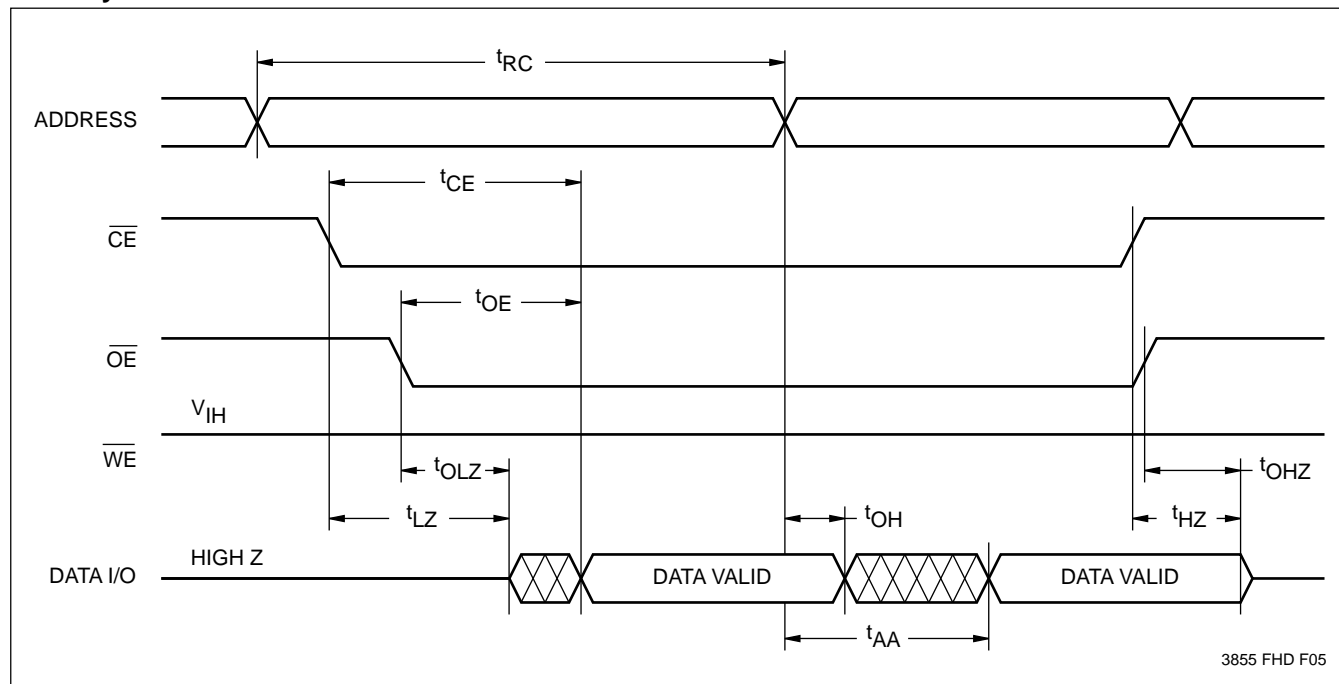 tRC
ADDRESS
tCE
CE
tOE
OE
VIH
WE
tOLZ
tOHZ
tLZ
tOH
tHZ
HIGH Z
DATA I/O
DATA VALID
DATA VALID
tAA
3855 FHD F05